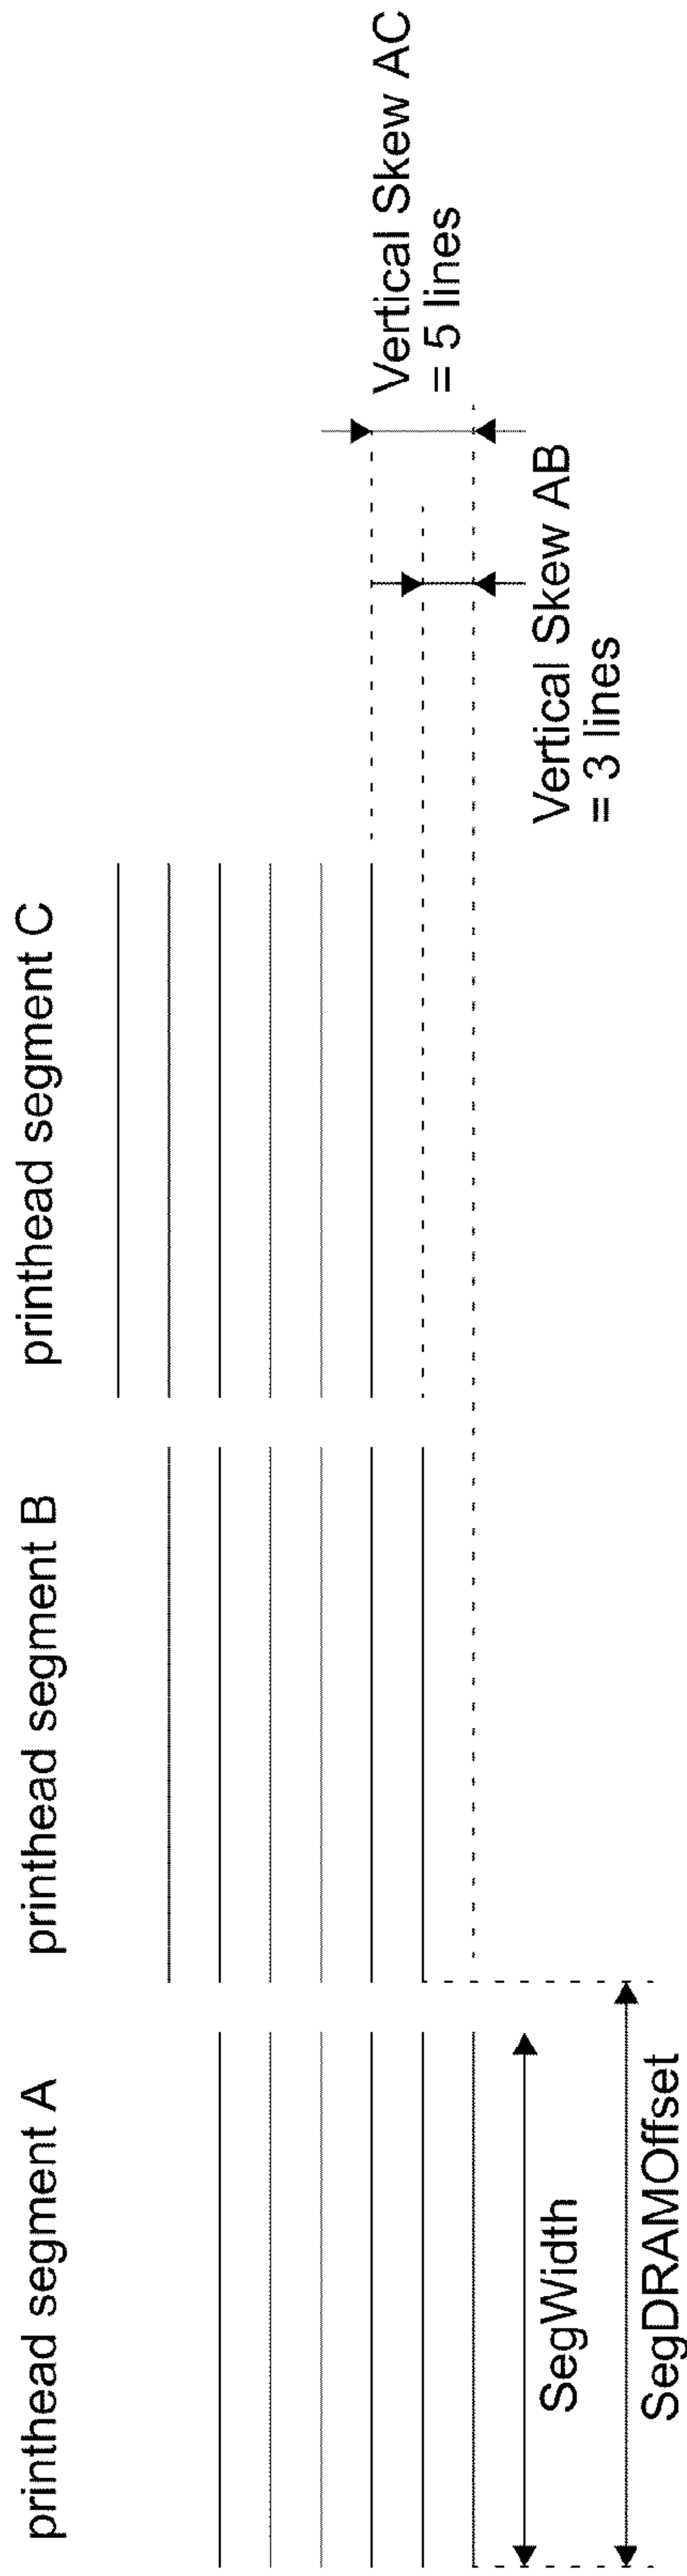 printhead segment A
printhead segment B
printhead segment C
Vertical Skew AC
= 5 lines
Vertical Skew AB
= 3 lines
SegWidth
SegDRAMOffset